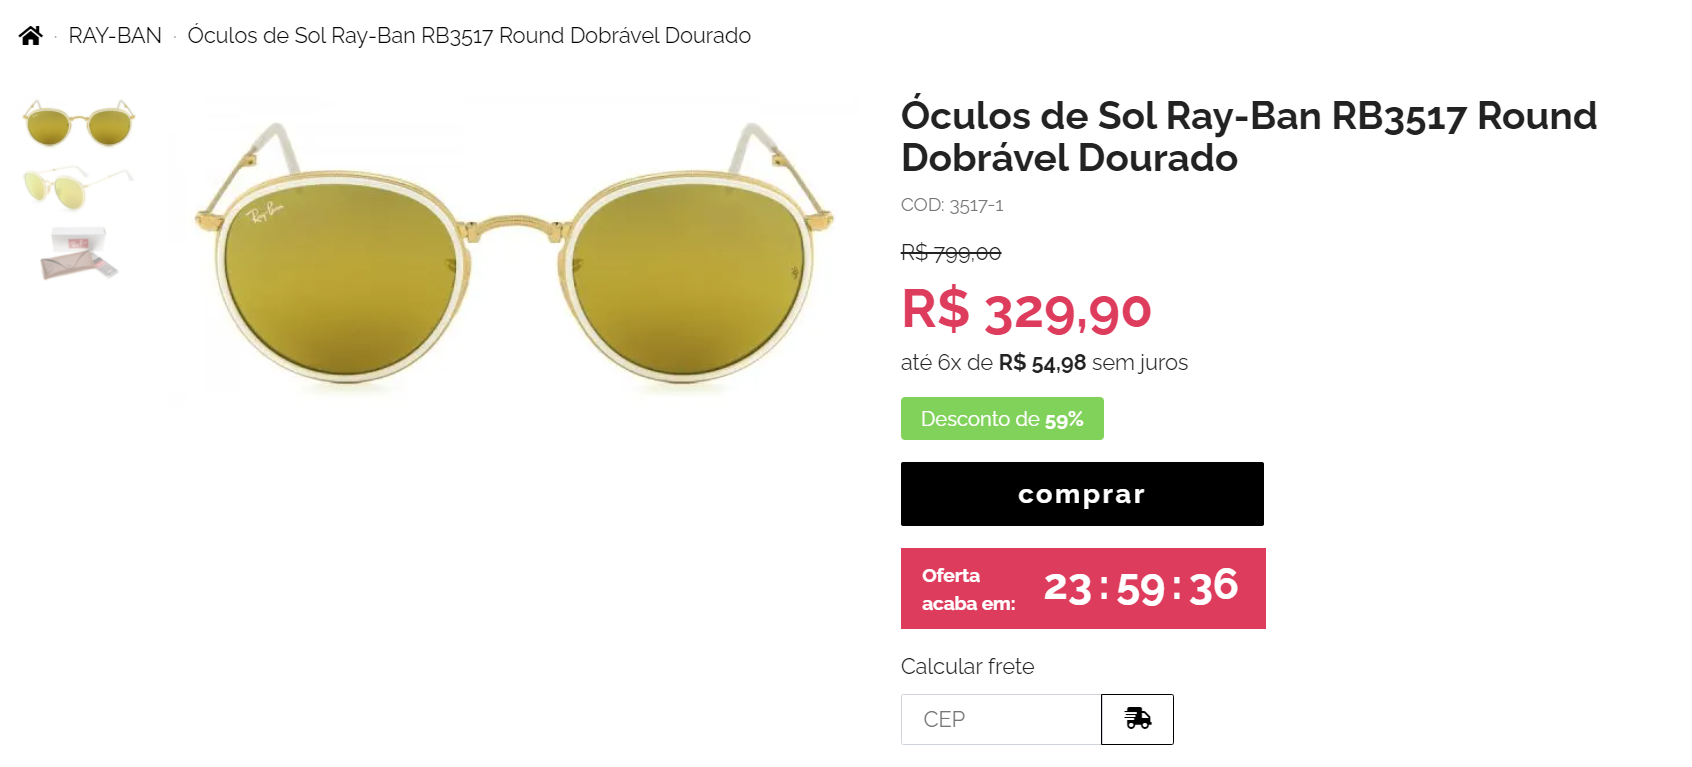 RAY-BAN · Óculos de Sol Ray-Ban RB3517 Round Dobrável Dourado
Ray-Ban
Óculos de Sol Ray-Ban RB3517 Round
Dobrável Dourado
COD: 3517-1
R$ 799,00
R$ 329,90
até 6x de R$ 54,98 sem juros
Desconto de 59%
comprar
Oferta
acaba em:
23:59:36
Calcular frete
CEP